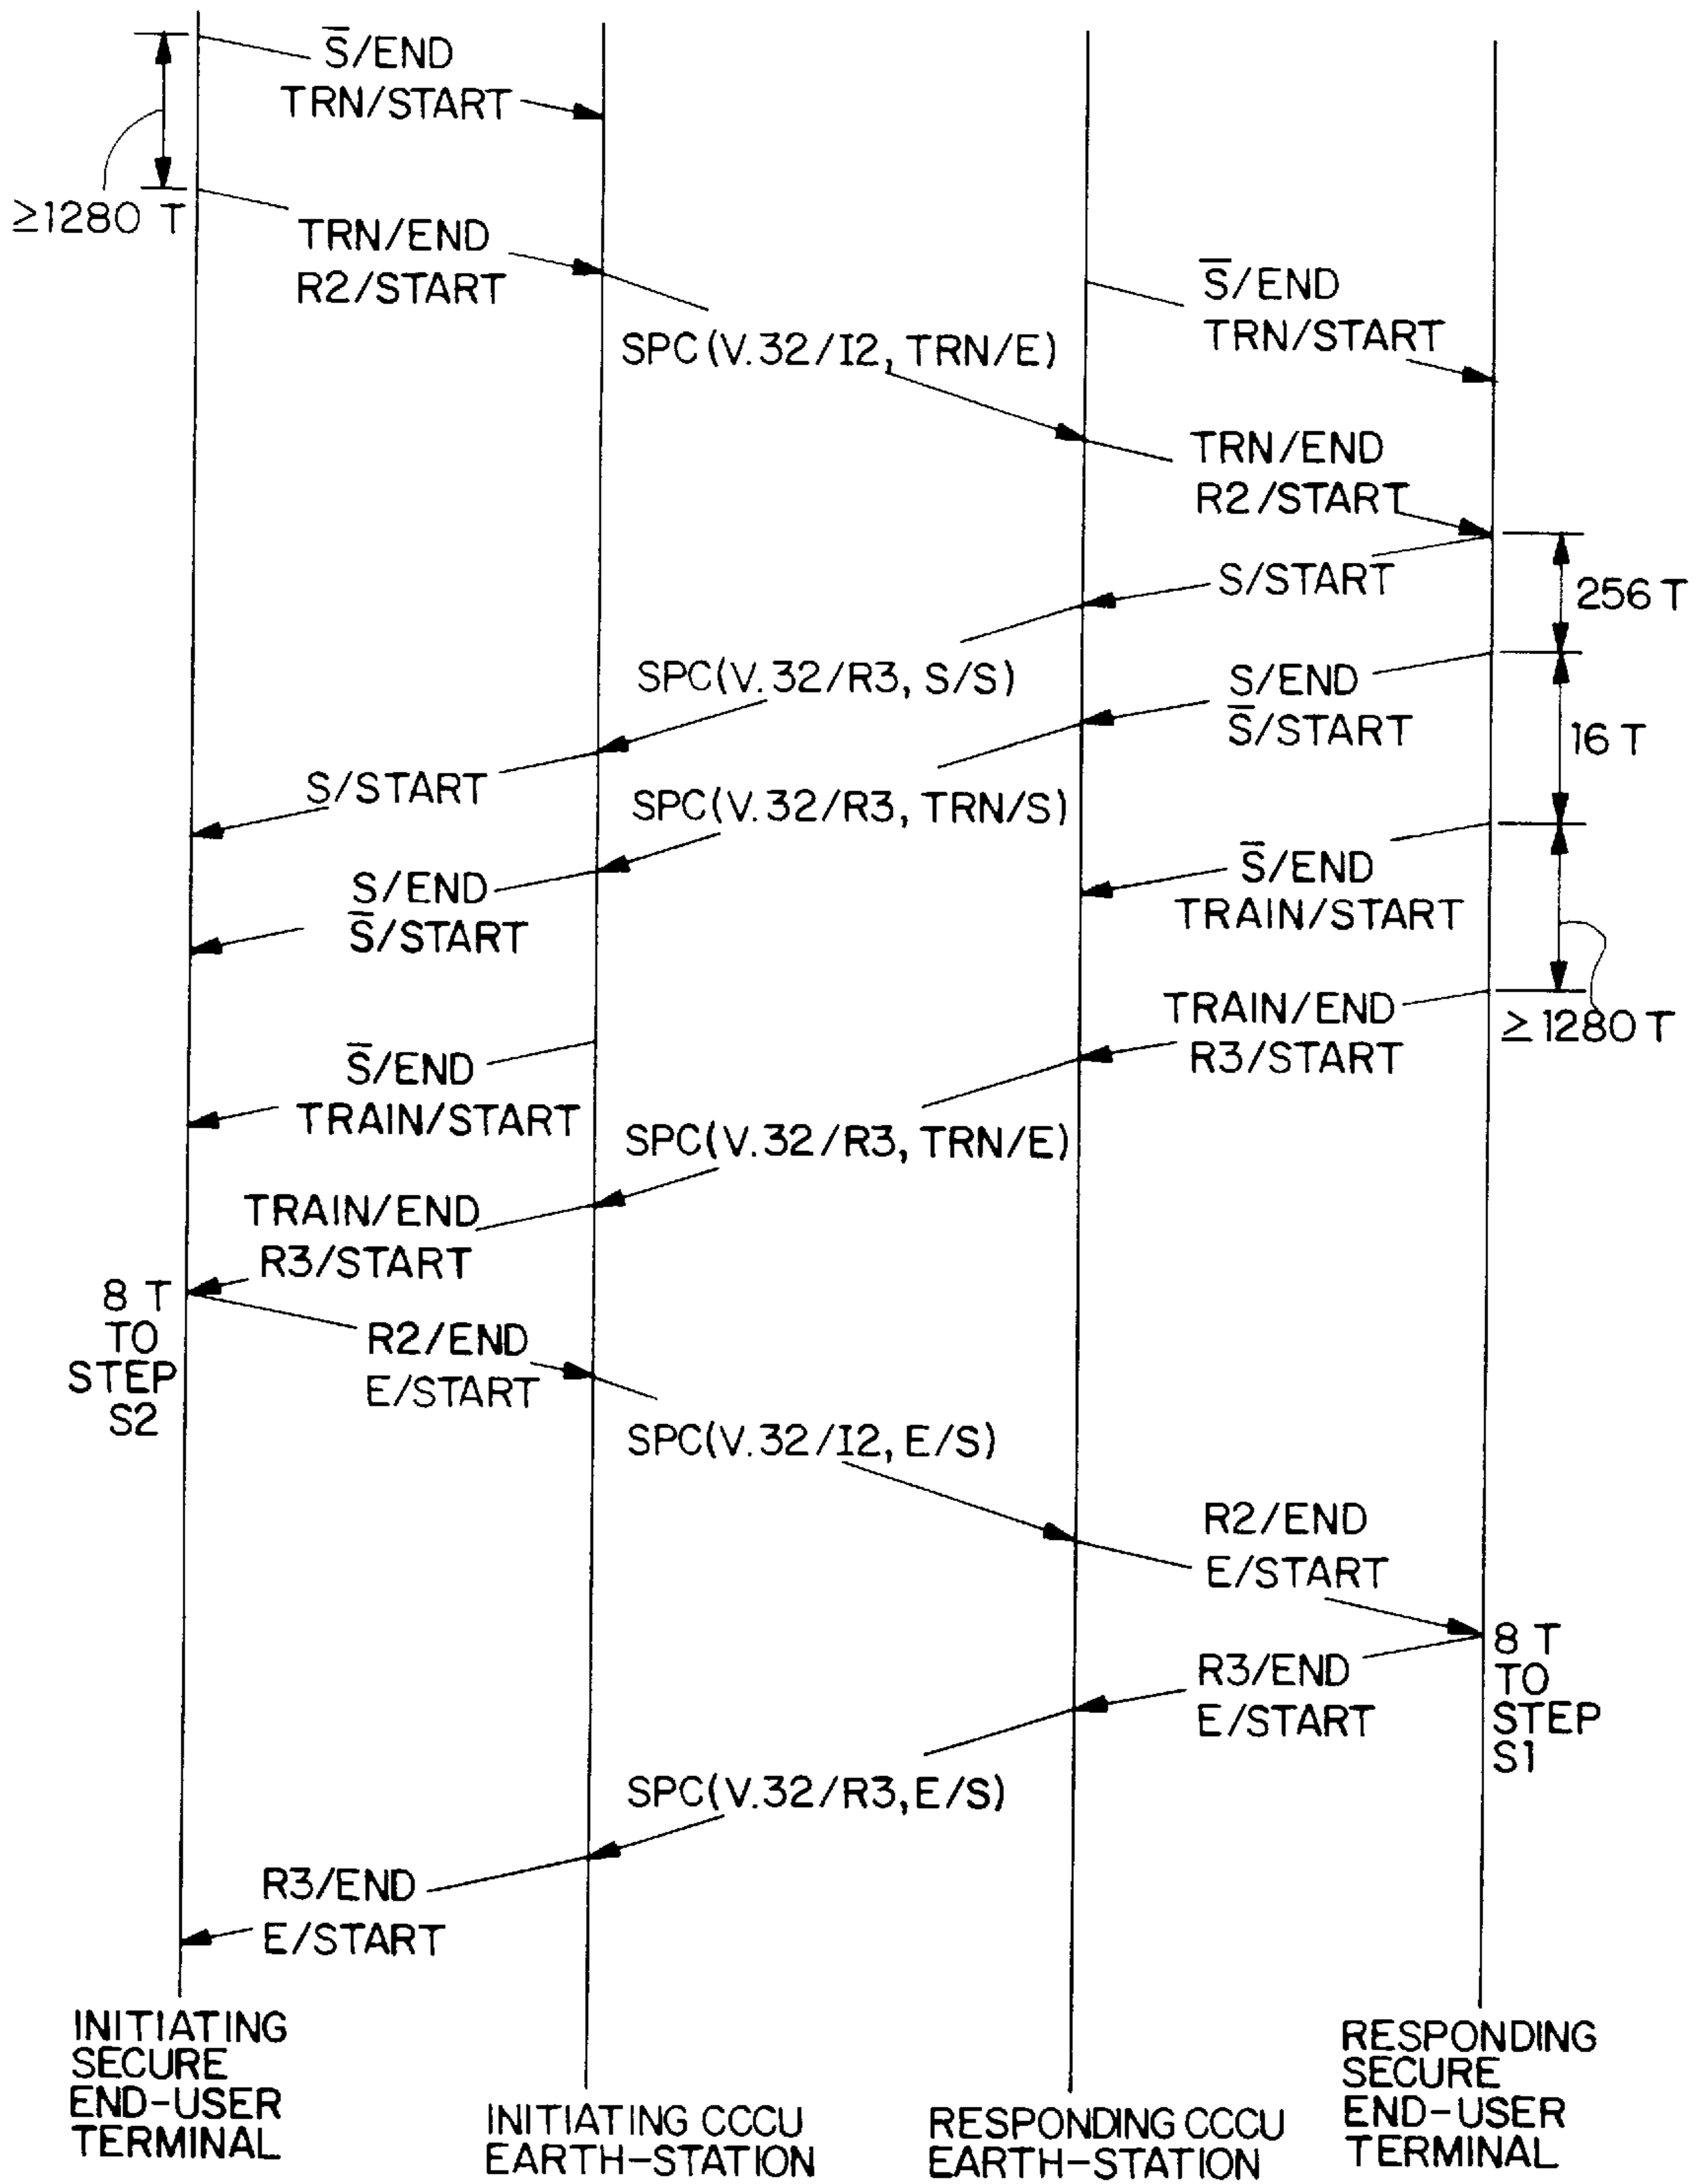 S̅/END
TRN/START
≥1280 T
TRN/END
R2/START
S̅/END
TRN/START
SPC(V.32/I2, TRN/E)
TRN/END
R2/START
S/START
256 T
SPC(V.32/R3, S/S)
S/END
S̅/START
16 T
S/START
SPC(V.32/R3, TRN/S)
S/END
S̅/START
S̅/END
TRAIN/START
TRAIN/END
R3/START
≥1280 T
S̅/END
TRAIN/START
SPC(V.32/R3, TRN/E)
TRAIN/END
R3/START
8 T
TO
STEP
S2
R2/END
E/START
SPC(V.32/I2, E/S)
R2/END
E/START
8 T
TO
STEP
S1
R3/END
E/START
SPC(V.32/R3,E/S)
R3/END
E/START
INITIATING
SECURE
END-USER
TERMINAL
INITIATING CCCU
EARTH-STATION
RESPONDING CCCU
EARTH-STATION
RESPONDING
SECURE
END-USER
TERMINAL